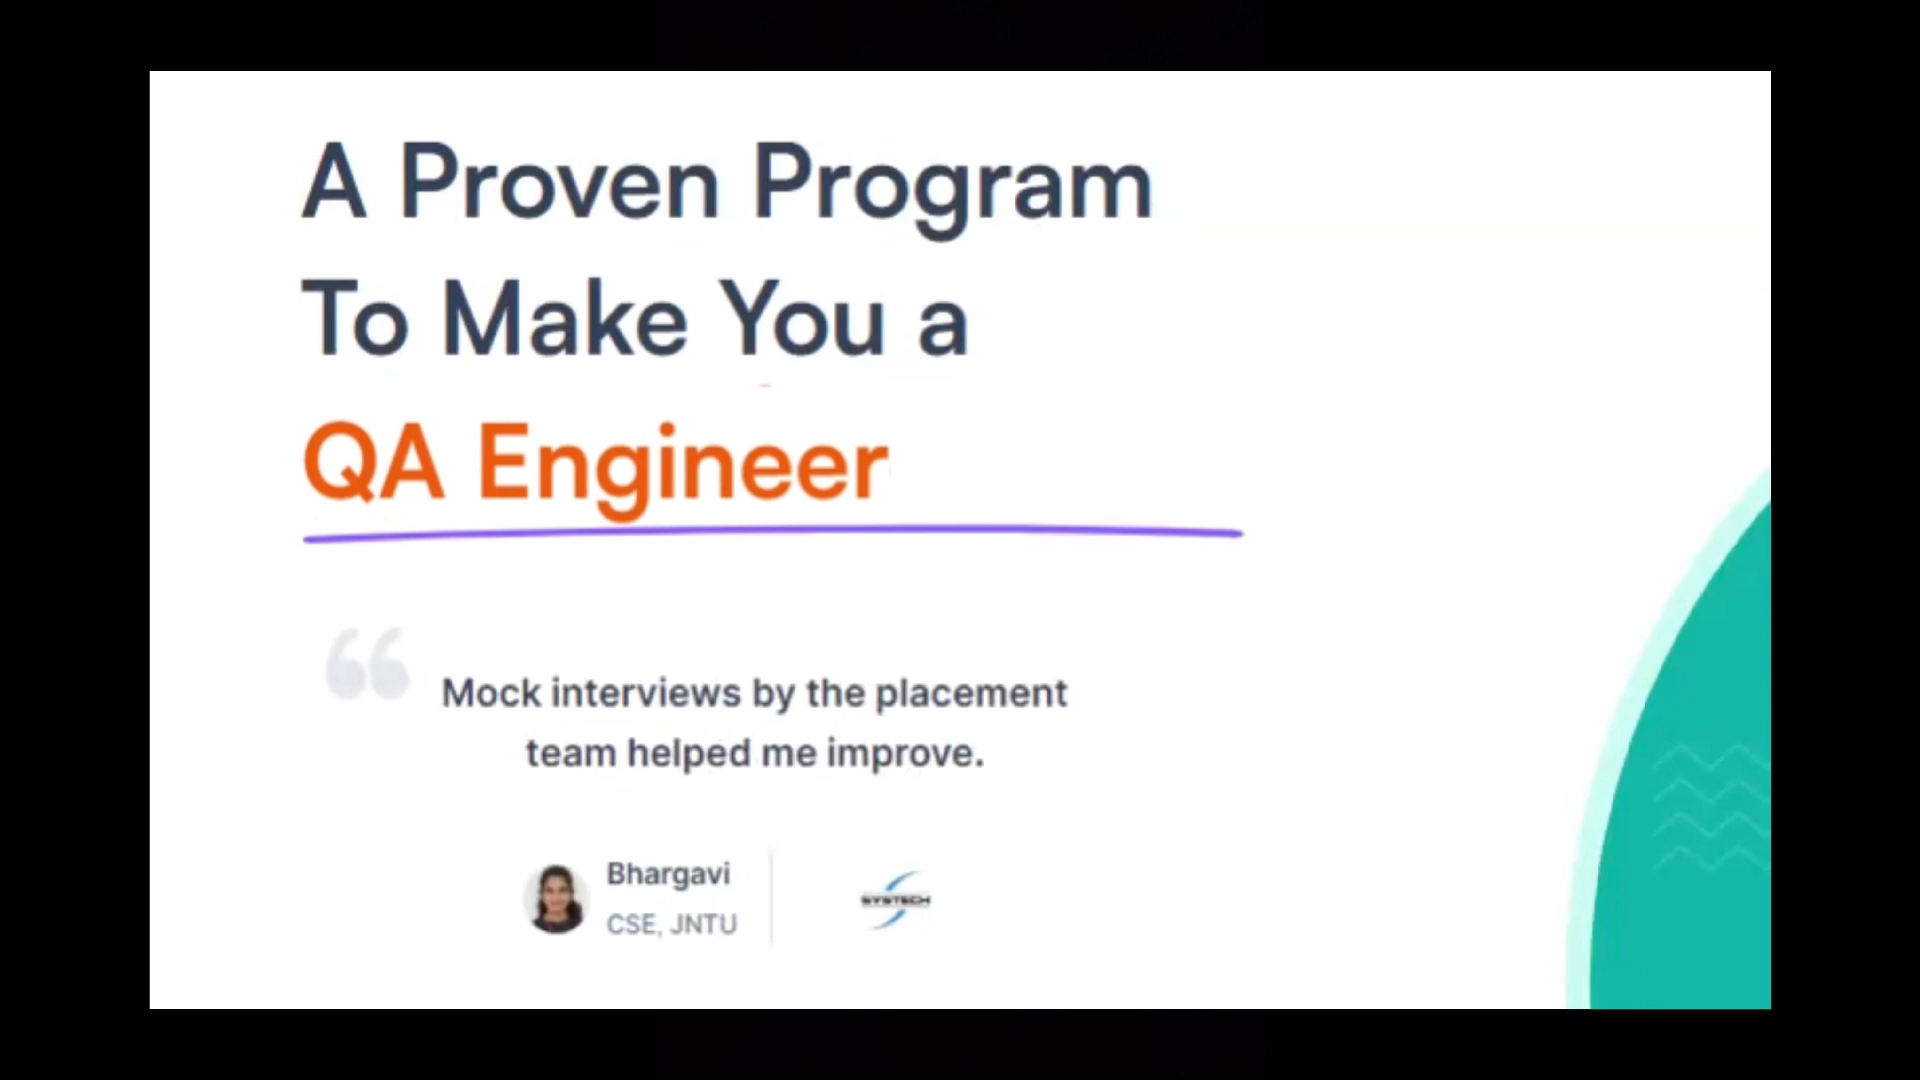 A Proven Program
To Make You a
QA Engineer
“
Mock interviews by the placement
team helped me improve.
Bhargavi
CSE, JNTU
SYSTECH